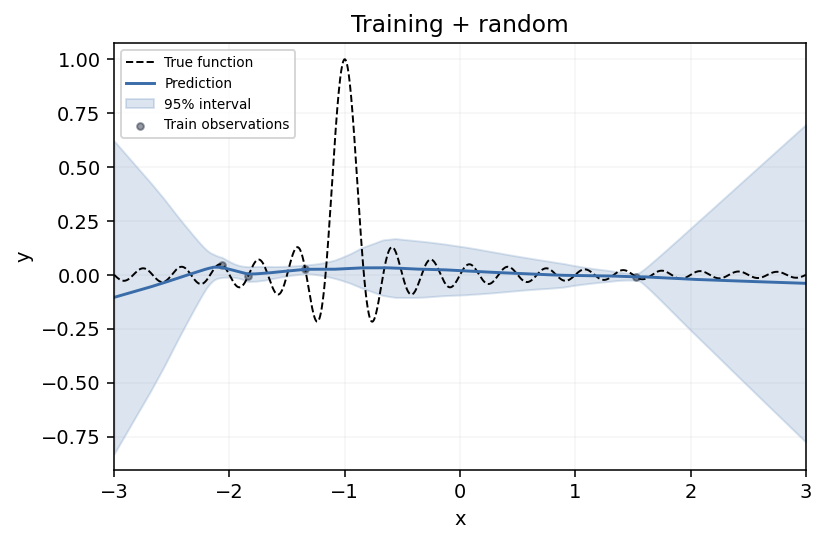 Training + random
True function
Prediction
95% interval
Train observations
1.00
0.75
0.50
0.25
0.00
−0.25
−0.50
−0.75
y
−3
−2
−1
0
1
2
3
x